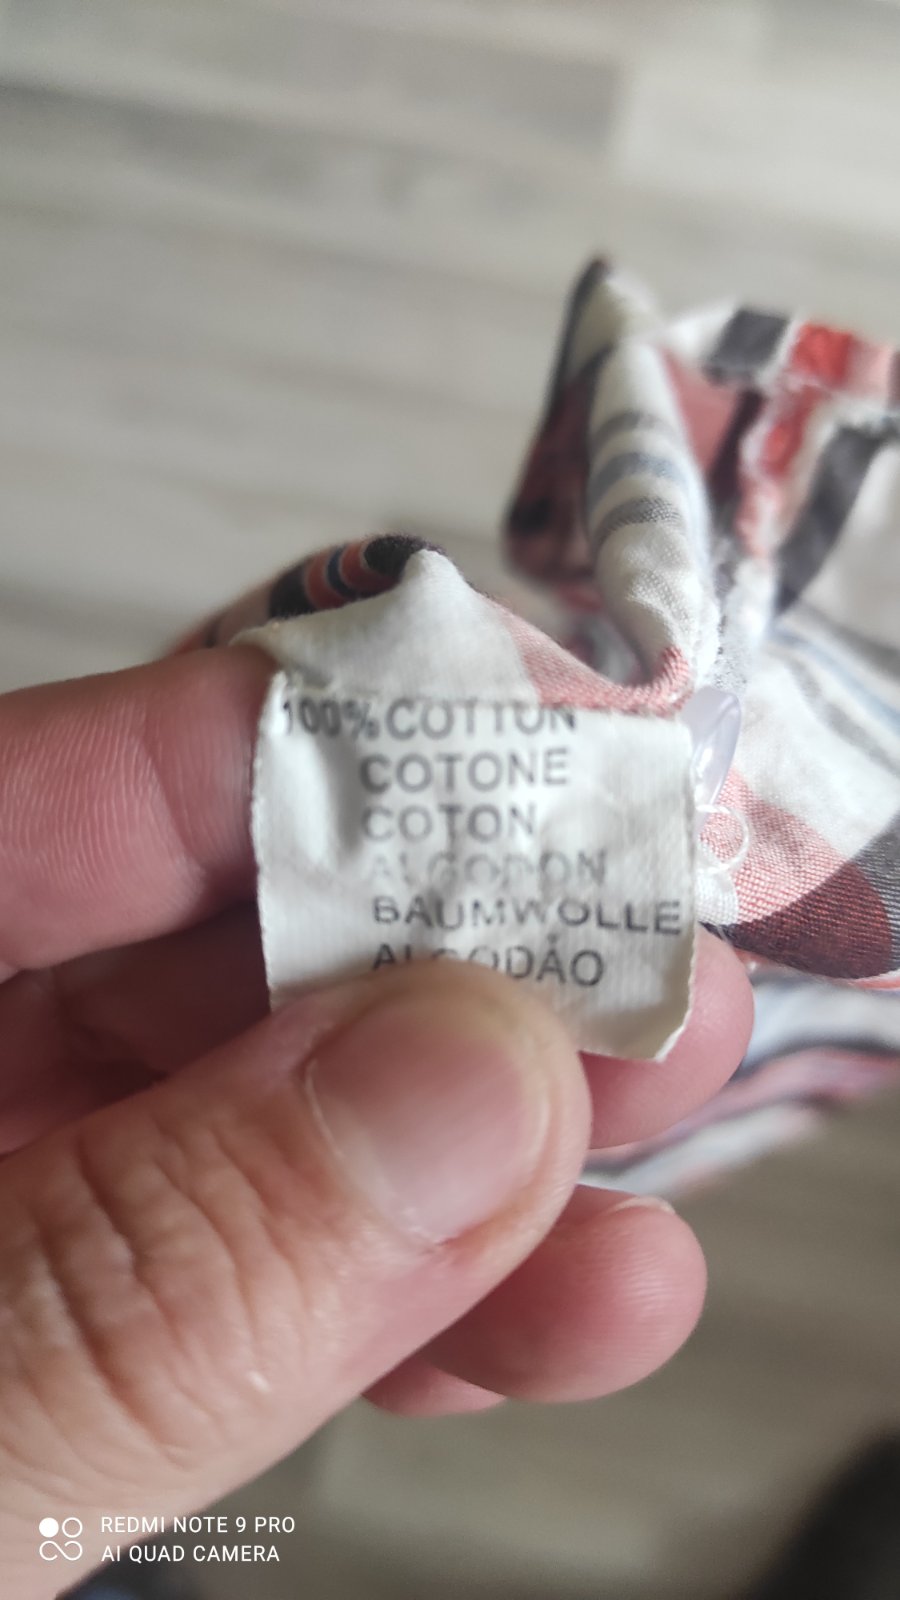 100% COTTON
COTONE
COTON
ALGODON
BAUMWOLLE
ALGODÃO
REDMI NOTE 9 PRO
AI QUAD CAMERA